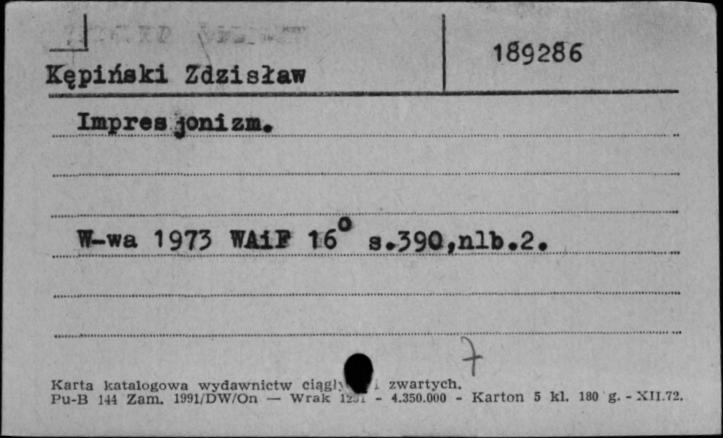 189286
Kępiński Zdzisław
Impresjonizm.
W-wa 1973 WAiF 16° s.390,nlb.2.
7
Karta katalogowa wydawnictw zwartych.
Pu-B 144 Zam. 1991/DW/On — Wrak - 4.350.000 - Karton 5 kl. 180 g. - XII.72.